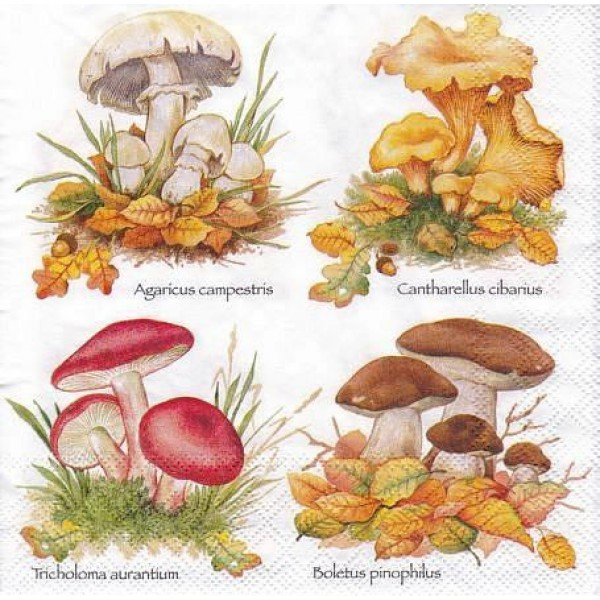 Agaricus campestris
Cantharellus cibarius
Tricholoma aurantium
Boletus pinophilus